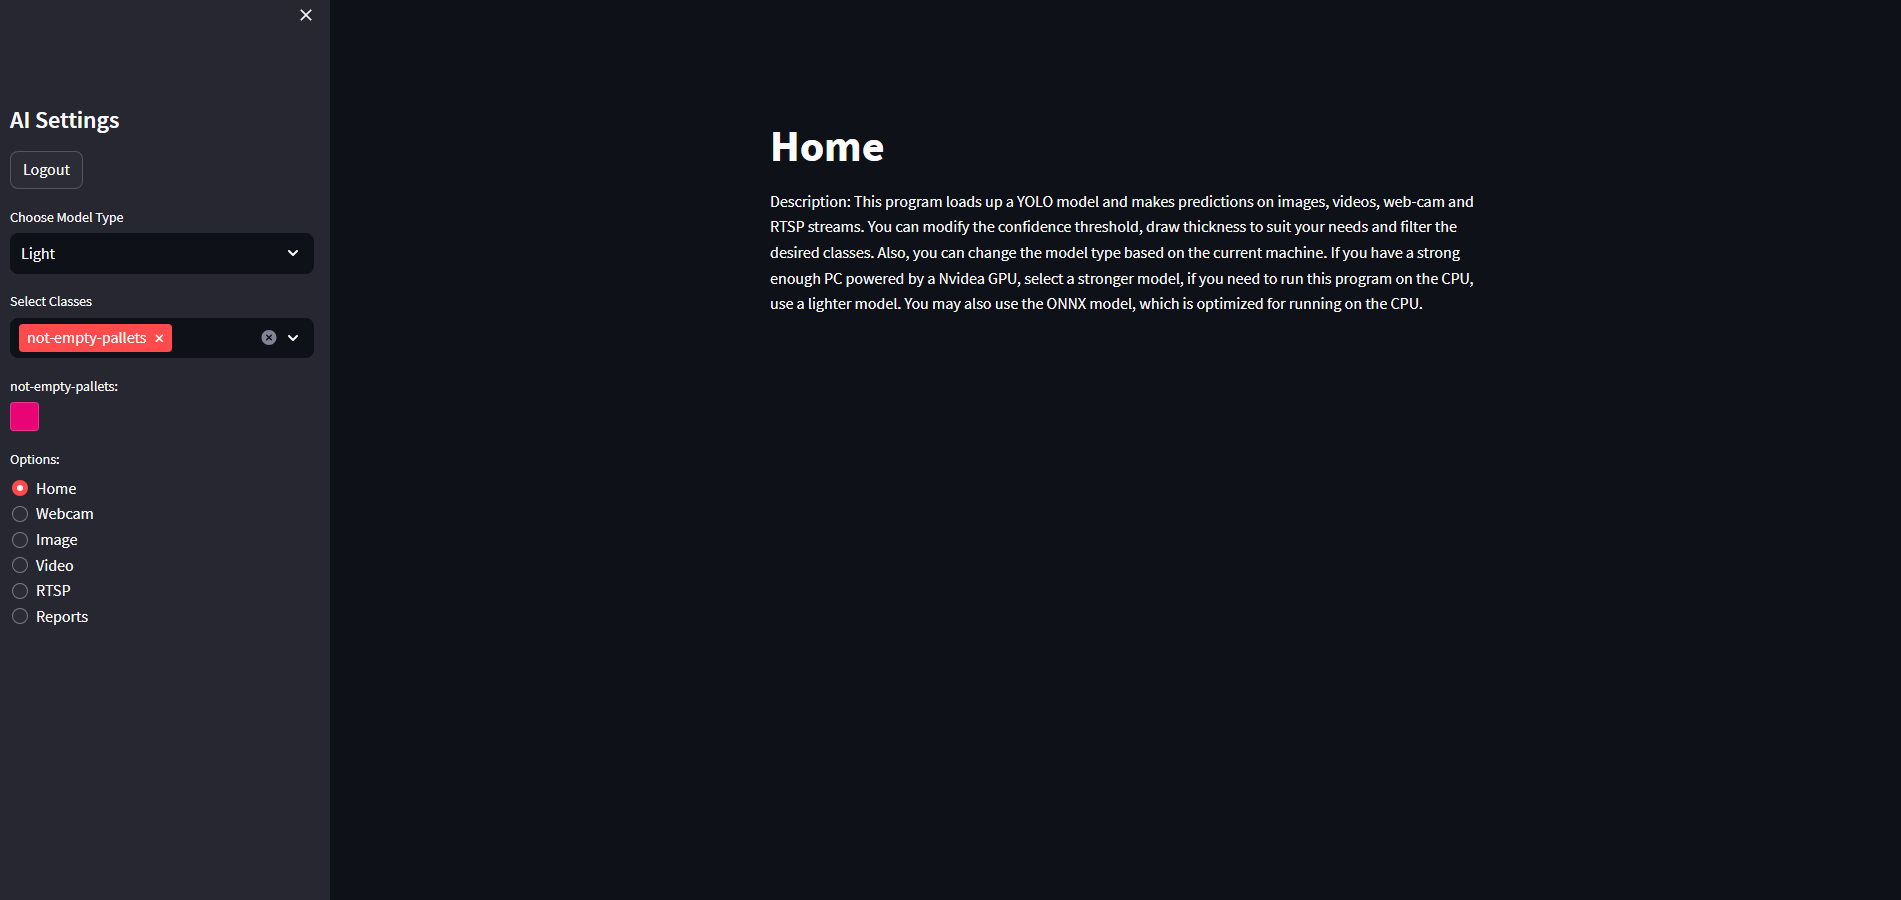 AI Settings
Logout
Choose Model Type
Light
Select Classes
not-empty-pallets
not-empty-pallets:
Options:
Home
Webcam
Image
Video
RTSP
Reports
Home
Description: This program loads up a YOLO model and makes predictions on images, videos, web-cam and
RTSP streams. You can modify the confidence threshold, draw thickness to suit your needs and filter the
desired classes. Also, you can change the model type based on the current machine. If you have a strong
enough PC powered by a Nvidea GPU, select a stronger model, if you need to run this program on the CPU,
use a lighter model. You may also use the ONNX model, which is optimized for running on the CPU.